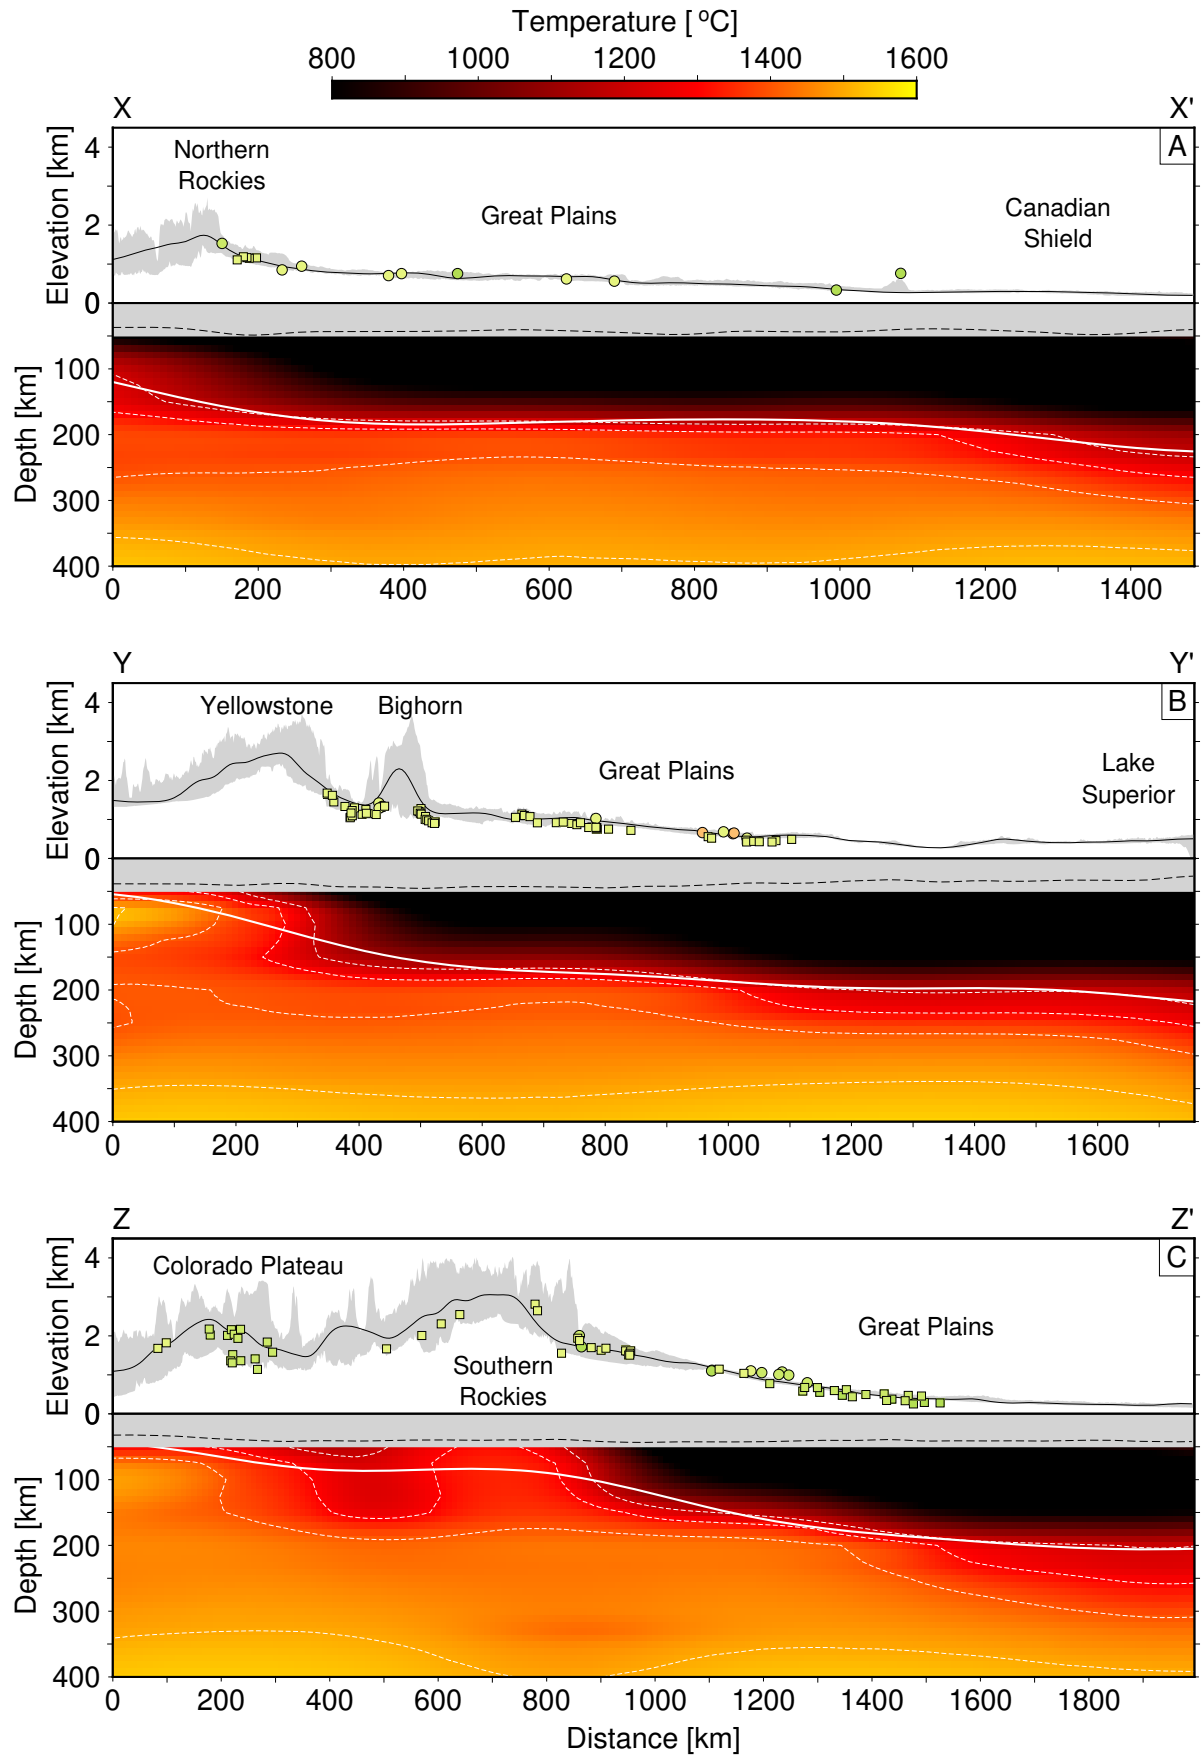 Temperature [ °C]
800 1000 1200 1400 1600
X X'
A
Northern
Rockies
Great Plains
Canadian
Shield
Elevation [km]
4
2
0
Depth [km]
100
200
300
400
0 200 400 600 800 1000 1200 1400
Y Y'
B
Yellowstone Bighorn
Great Plains
Lake
Superior
Elevation [km]
4
2
0
Depth [km]
100
200
300
400
0 200 400 600 800 1000 1200 1400 1600
Z Z'
C
Colorado Plateau
Southern
Rockies
Great Plains
Elevation [km]
4
2
0
Depth [km]
100
200
300
400
0 200 400 600 800 1000 1200 1400 1600 1800
Distance [km]